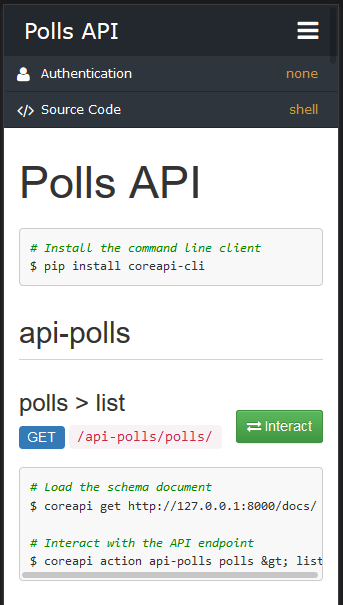 Polls API
Authentication none
Source Code shell
Polls API
# Install the command line client
$ pip install coreapi-cli
api-polls
polls > list
GET /api-polls/polls/
Interact
# Load the schema document
$ coreapi get http://127.0.0.1:8000/docs/
# Interact with the API endpoint
$ coreapi action api-polls polls &gt; list